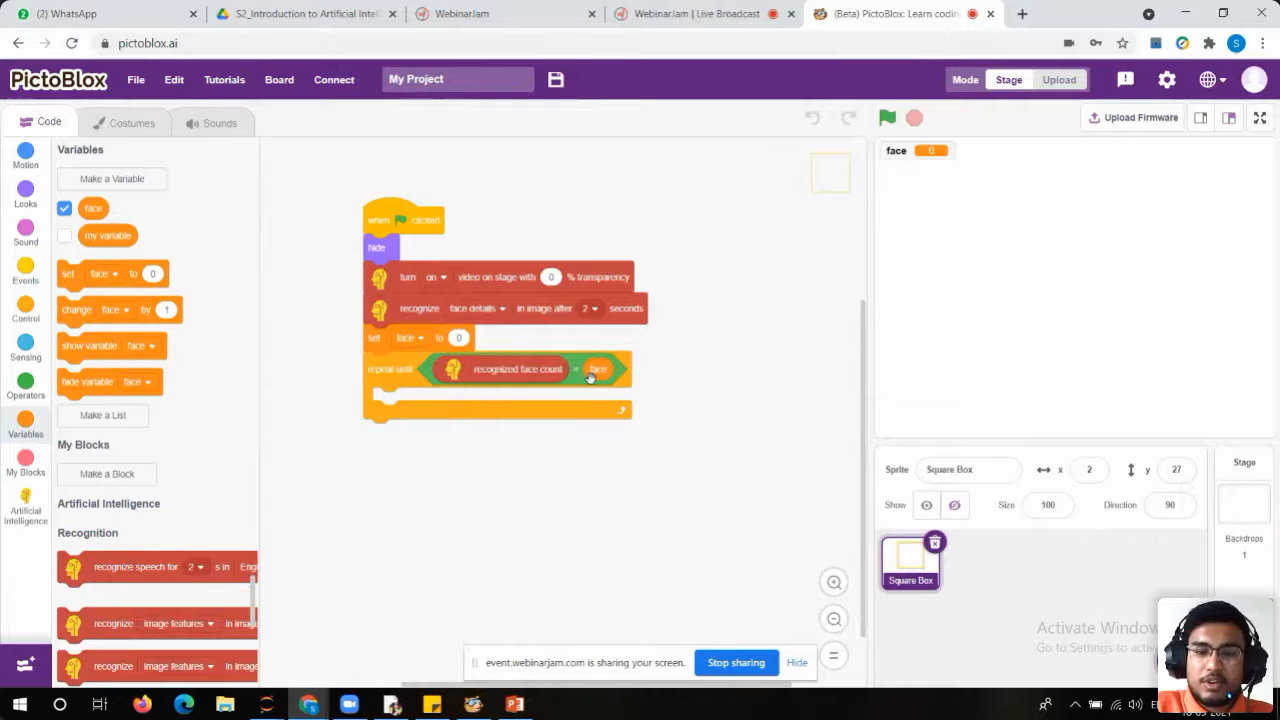 (2) WhatsApp
S2_Introduction to Artificial Intel
WebinarJam
WebinarJam | Live Broadcast
(Beta) PictoBlox: Learn codin
pictoblox.ai
S
PictoBlox
File
Edit
Tutorials
Board
Connect
My Project
Mode
Stage
Upload
Code
Costumes
Sounds
Upload Firmware
Motion
Looks
Sound
Events
Control
Sensing
Operators
Variables
My Blocks
Artificial Intelligence
Variables
Make a Variable
face
my variable
set face to 0
change face by 1
show variable face
hide variable face
Make a List
My Blocks
Make a Block
Artificial Intelligence
Recognition
recognize speech for 2 s in Eng
recognize image features in imag
recognize image features in imag
when clicked
hide
turn on video on stage with 0 % transparency
recognize face details in image after 2 seconds
set face to 0
repeat until recognized face count = face
face 0
Sprite
Square Box
x
2
y
27
Show
Size
100
Direction
90
Square Box
Stage
Backdrops
1
event.webinarjam.com is sharing your screen.
Stop sharing
Hide
Activate Window
Go to Settings to activ